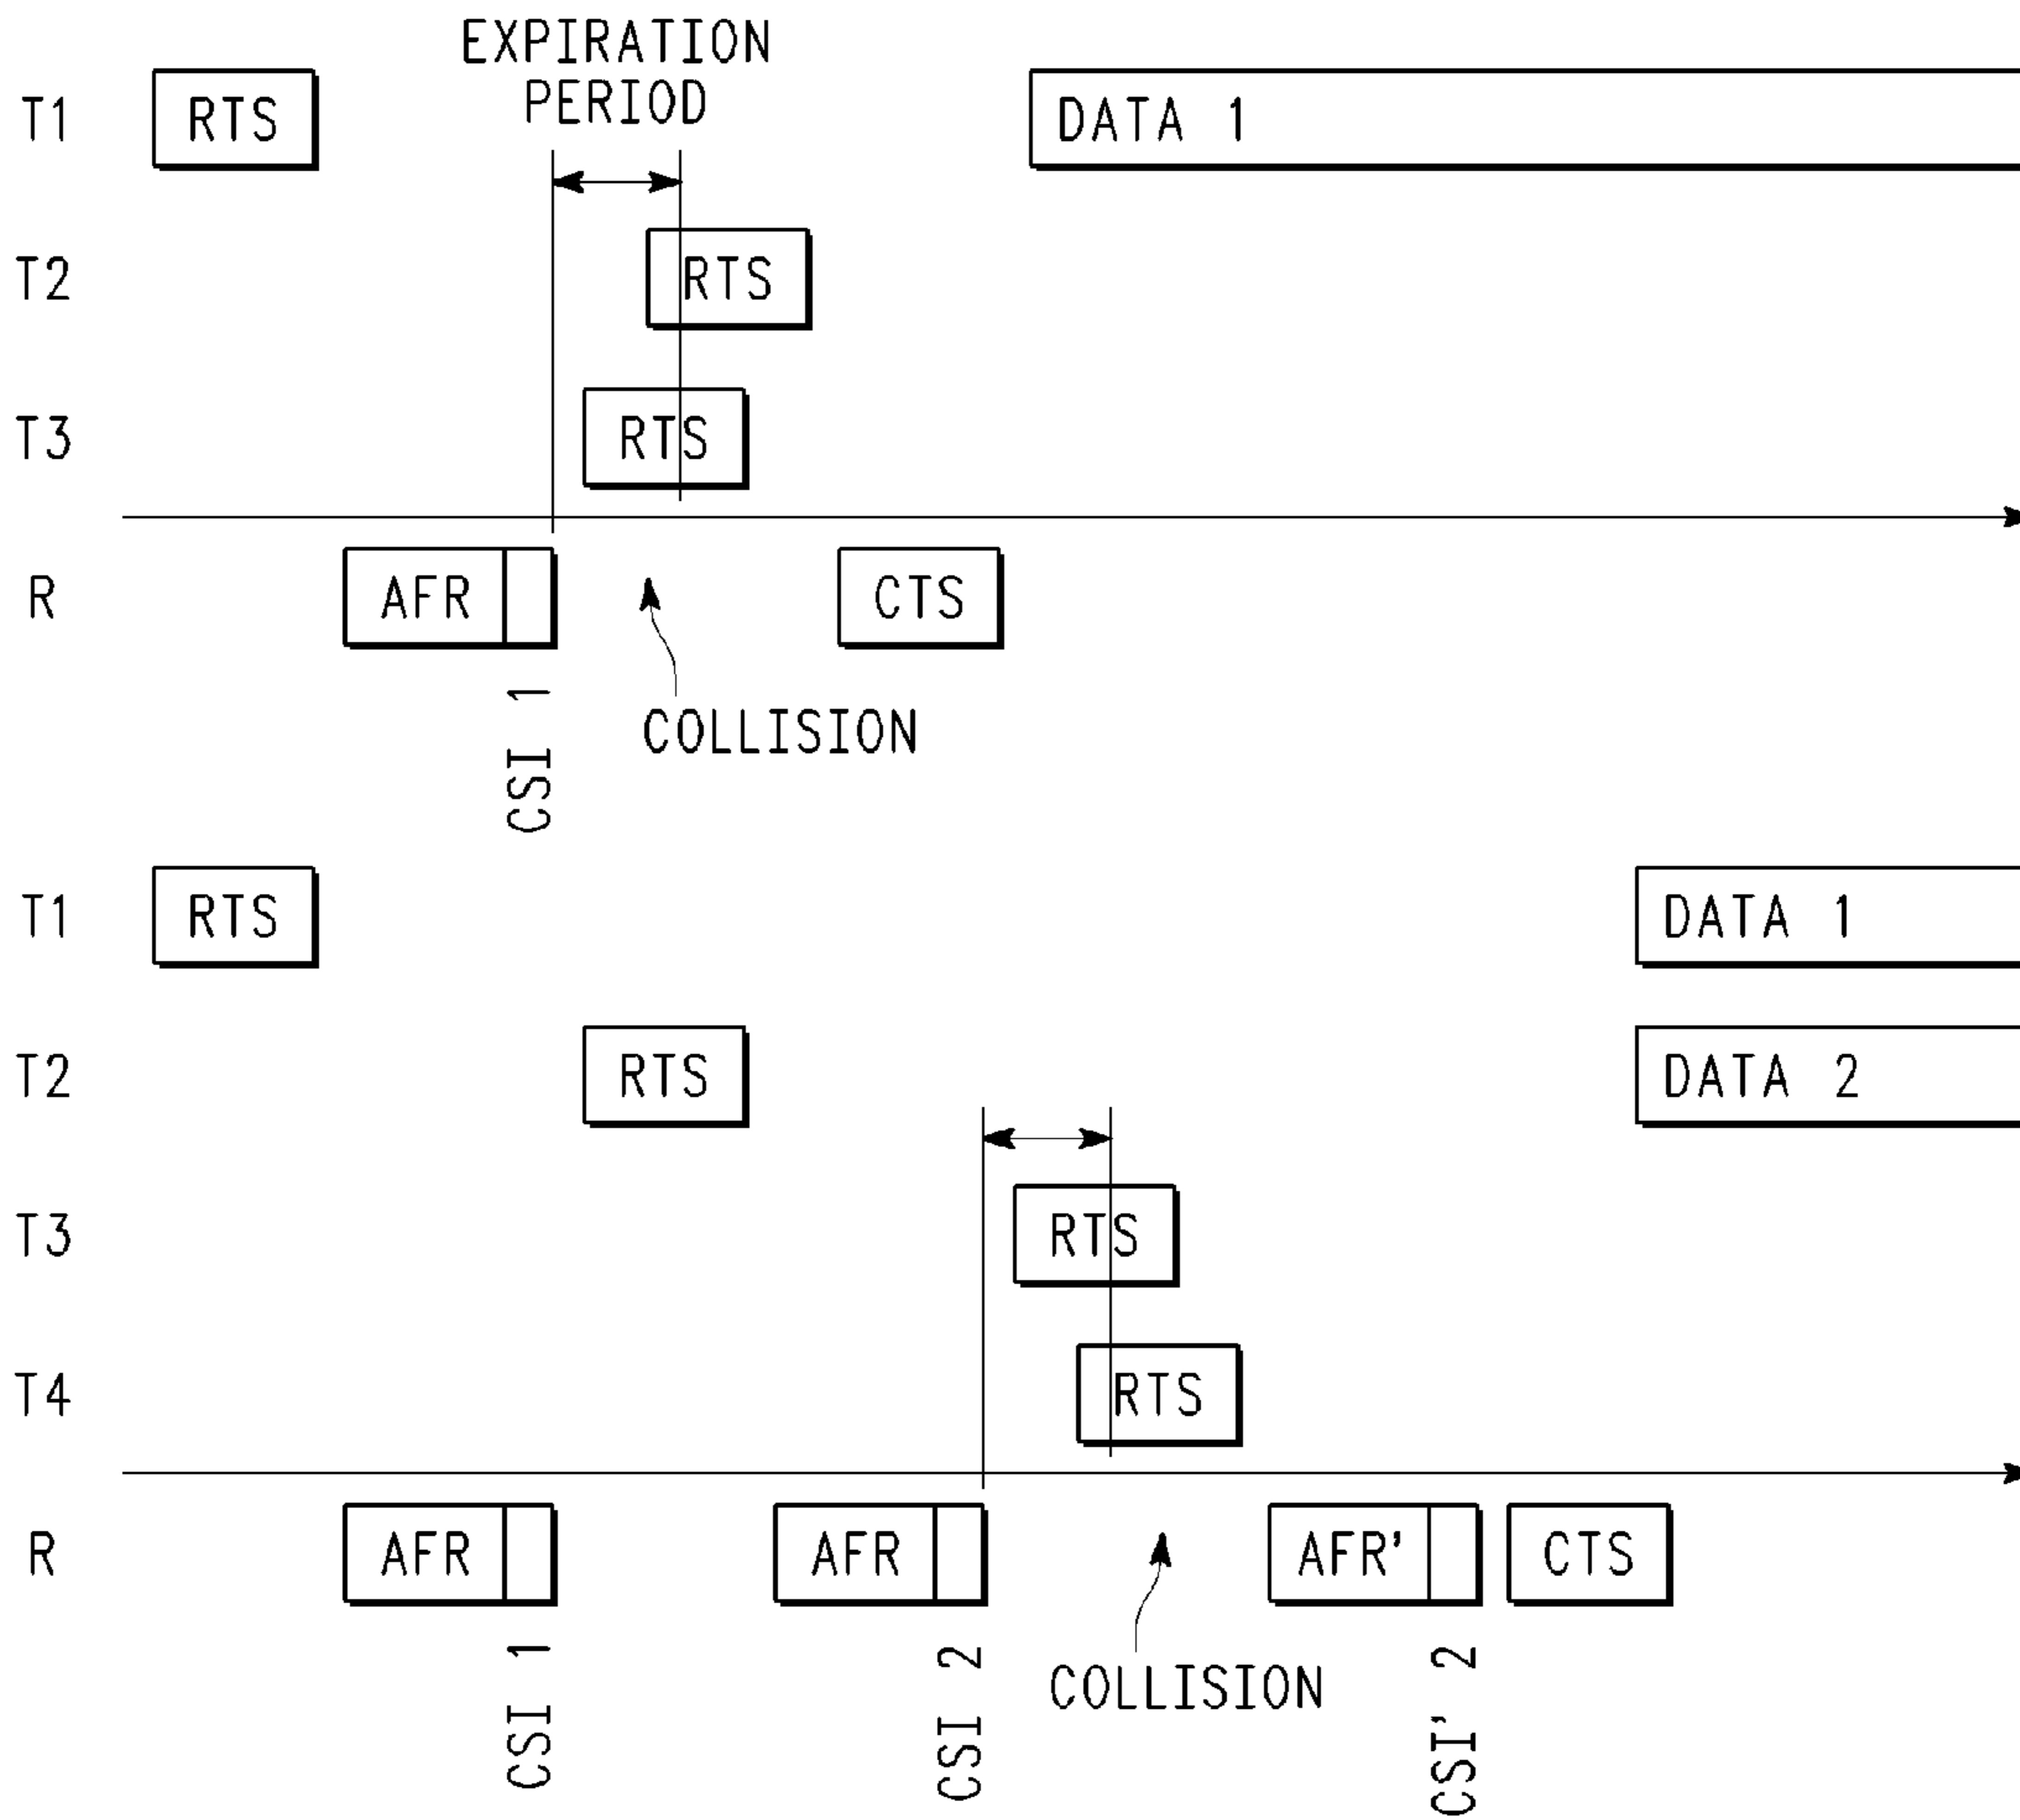 EXPIRATION
PERIOD
T1 RTS DATA 1
T2 RTS
T3 RTS
R AFR CTS
CSI 1
COLLISION
T1 RTS DATA 1
T2 RTS DATA 2
T3 RTS
T4 RTS
R AFR AFR AFR' CTS
CSI 1
CSI 2
COLLISION
CSI' 2